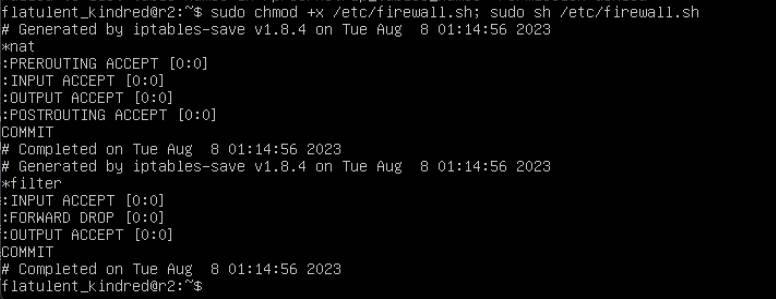 flatulent_kindred@r2:~$ sudo chmod +x /etc/firewall.sh; sudo sh /etc/firewall.sh
# Generated by iptables-save v1.8.4 on Tue Aug  8 01:14:56 2023
*nat
:PREROUTING ACCEPT [0:0]
:INPUT ACCEPT [0:0]
:OUTPUT ACCEPT [0:0]
:POSTROUTING ACCEPT [0:0]
COMMIT
# Completed on Tue Aug  8 01:14:56 2023
# Generated by iptables-save v1.8.4 on Tue Aug  8 01:14:56 2023
*filter
:INPUT ACCEPT [0:0]
:FORWARD DROP [0:0]
:OUTPUT ACCEPT [0:0]
COMMIT
# Completed on Tue Aug  8 01:14:56 2023
flatulent_kindred@r2:~$